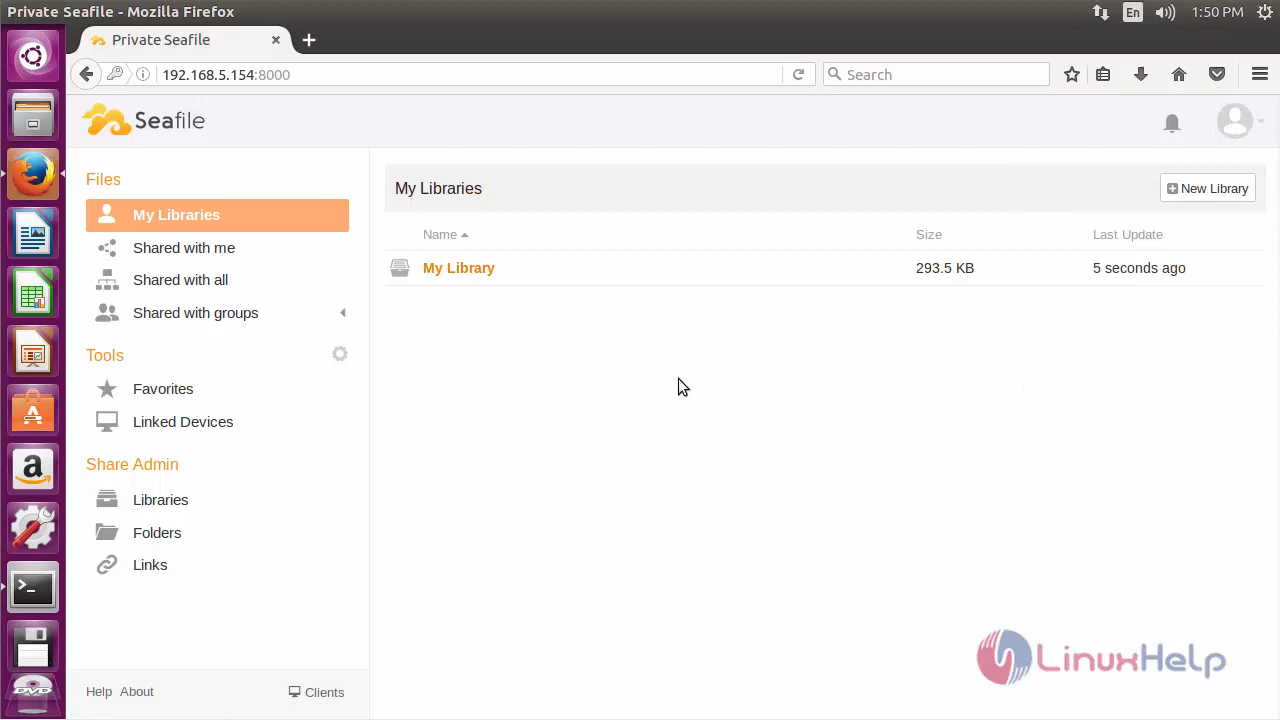 Private Seafile - Mozilla Firefox
En
1:50 PM
Private Seafile
192.168.5.154:8000
Search
Seafile
Files
My Libraries
Shared with me
Shared with all
Shared with groups
Tools
Favorites
Linked Devices
Share Admin
Libraries
Folders
Links
Help About Clients
My Libraries
New Library
Name Size Last Update
My Library 293.5 KB 5 seconds ago
LinuxHelp